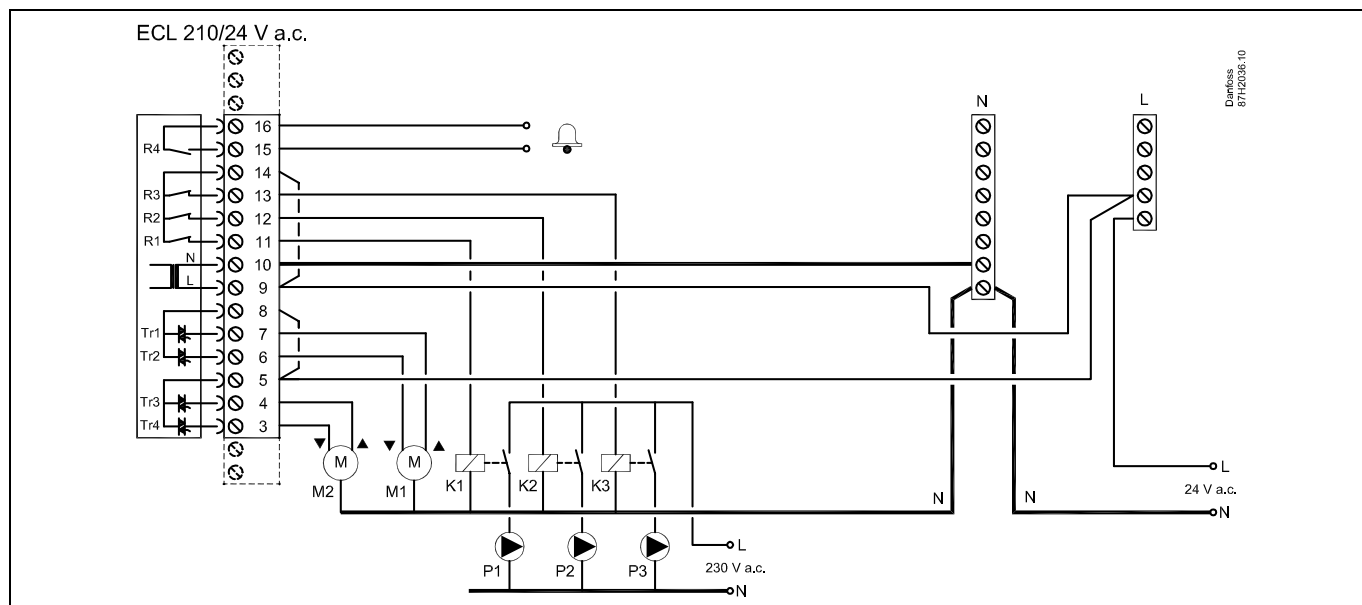 ECL 210/24 V a.c.
Danfoss
87H2036.10
N
L
16
R4
15
14
R3
13
R2
12
R1
11
N
10
L
9
8
Tr1
7
Tr2
6
5
Tr3
4
Tr4
3
M
M
M2
M1
K1
K2
K3
N
N
L
24 V a.c.
N
P1
P2
P3
L
230 V a.c.
N